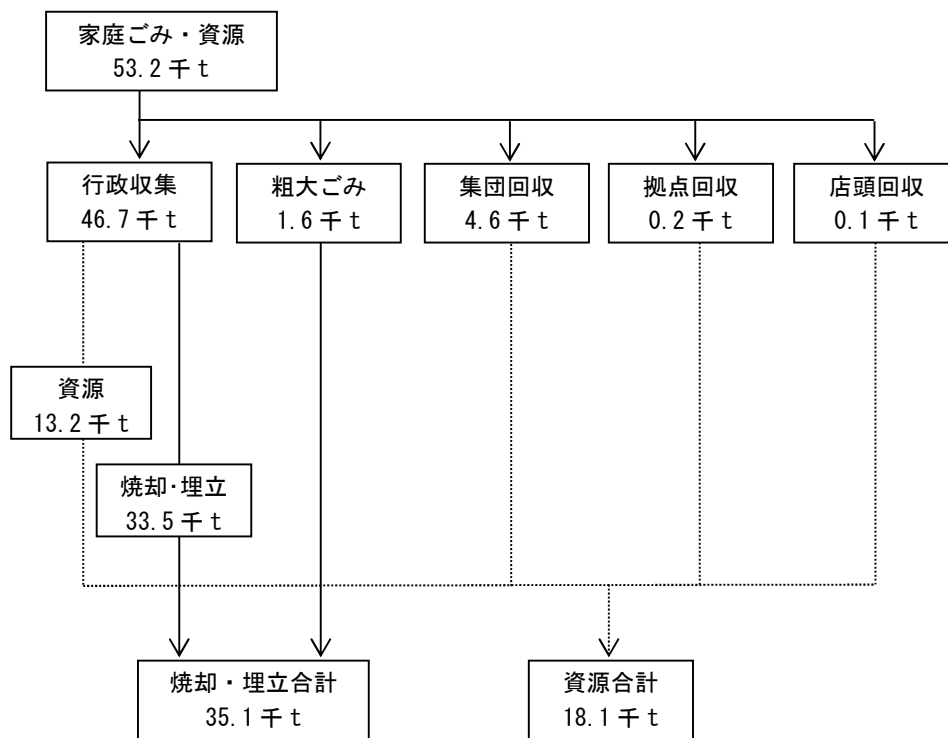 家庭ごみ・資源
53.2 千ｔ
行政収集
46.7 千ｔ
粗大ごみ
1.6 千ｔ
集団回収
4.6 千ｔ
拠点回収
0.2 千ｔ
店頭回収
0.1 千ｔ
資源
13.2 千ｔ
焼却･埋立
33.5 千ｔ
焼却・埋立合計
35.1 千ｔ
資源合計
18.1 千ｔ